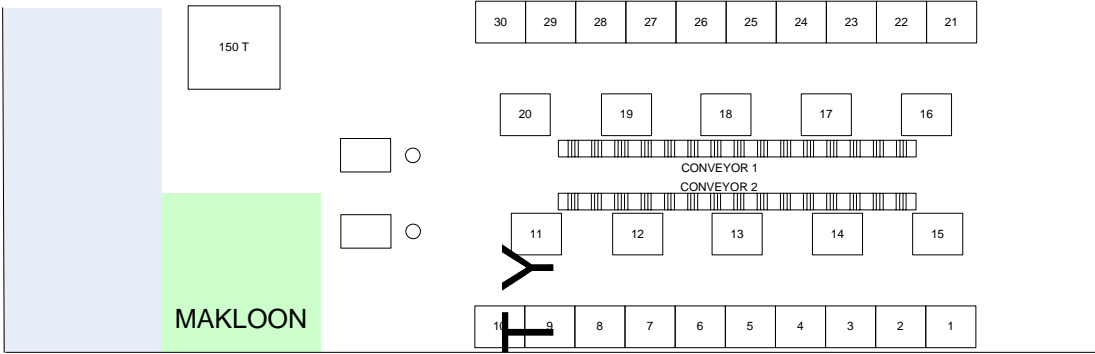 150 T
30 29 28 27 26 25 24 23 22 21
20 19 18 17 16
CONVEYOR 1
CONVEYOR 2
11 12 13 14 15
TY
MAKLOON
10 9 8 7 6 5 4 3 2 1